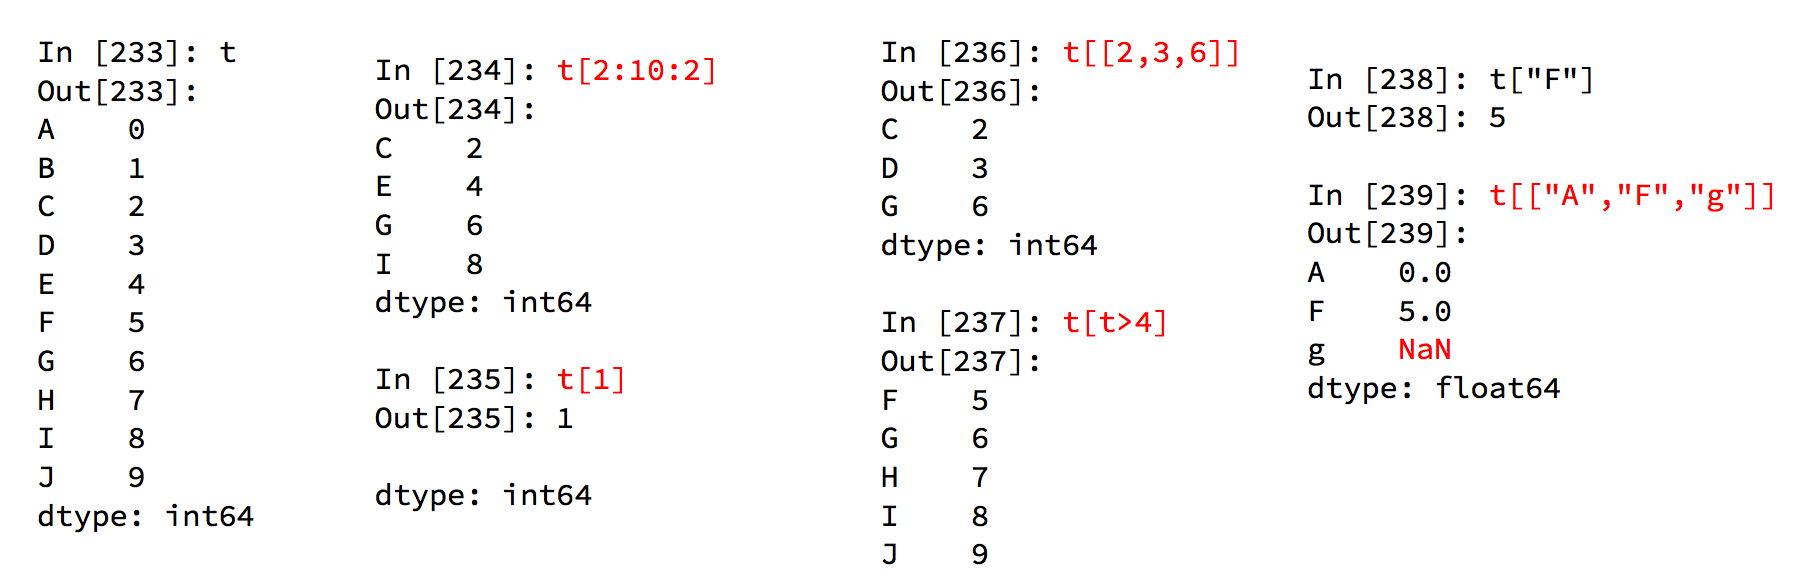 In [233]: t
Out[233]:
A    0
B    1
C    2
D    3
E    4
F    5
G    6
H    7
I    8
J    9
dtype: int64
In [234]: t[2:10:2]
Out[234]:
C    2
E    4
G    6
I    8
dtype: int64
In [235]: t[1]
Out[235]: 1
dtype: int64
In [236]: t[[2,3,6]]
Out[236]:
C    2
D    3
G    6
dtype: int64
In [237]: t[t>4]
Out[237]:
F    5
G    6
H    7
I    8
J    9
In [238]: t["F"]
Out[238]: 5
In [239]: t[["A","F","g"]]
Out[239]:
A    0.0
F    5.0
g    NaN
dtype: float64